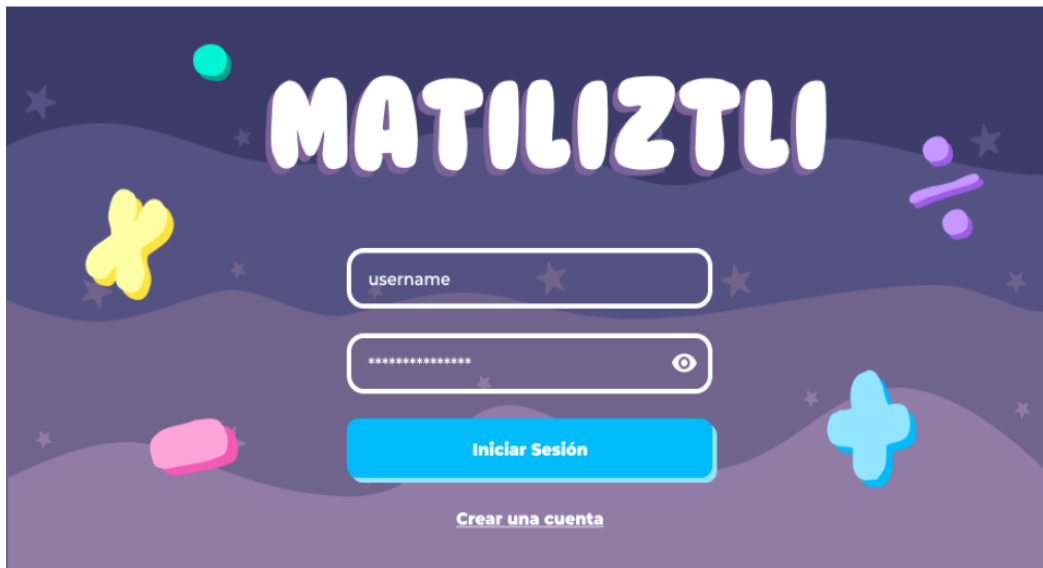 MATILIZTLI
username
***************
Iniciar Sesión
Crear una cuenta